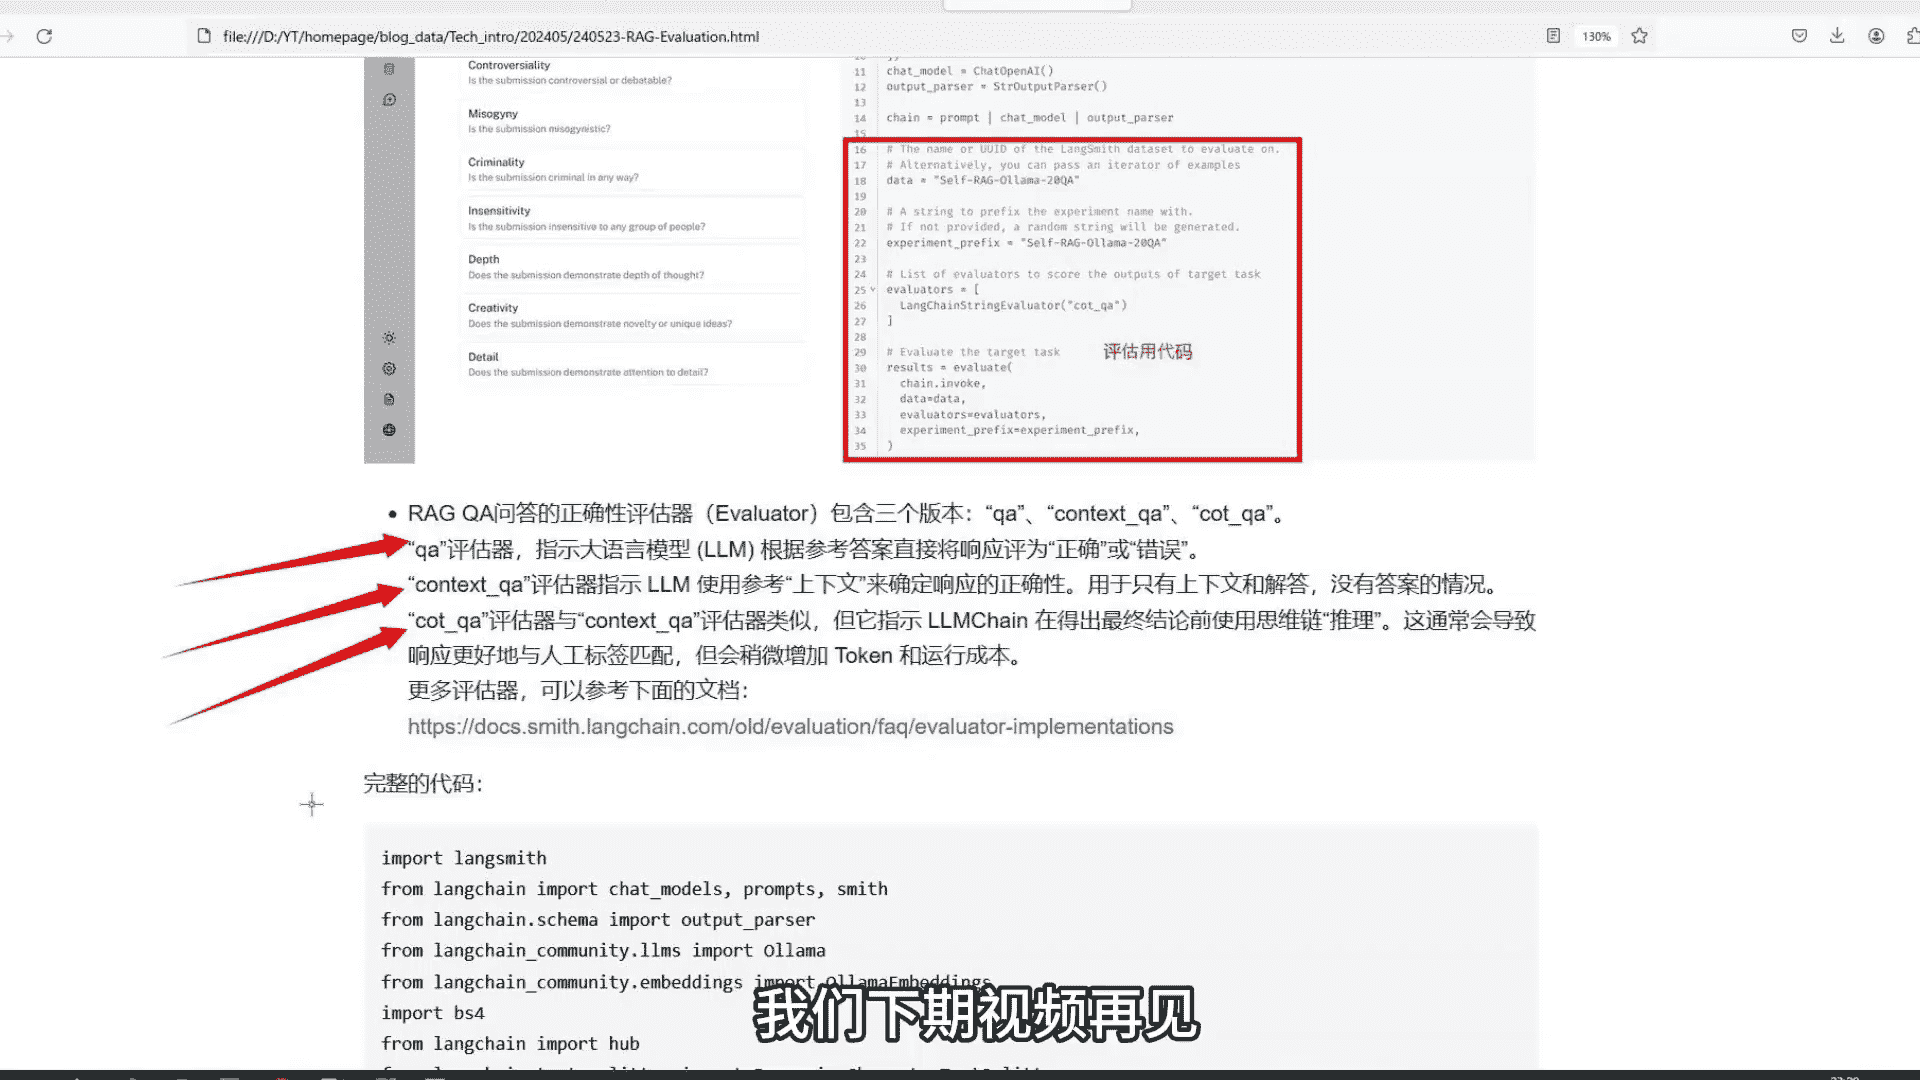 file:///D:/YT/homepage/blog_data/Tech_intro/202405/240523-RAG-Evaluation.html
130%
Controversiality
Is the submission controversial or debatable?
Misogyny
Is the submission misogynistic?
Criminality
Is the submission criminal in any way?
Insensitivity
Is the submission insensitive to any group of people?
Depth
Does the submission demonstrate depth of thought?
Creativity
Does the submission demonstrate novelty or unique ideas?
Detail
Does the submission demonstrate attention to detail?
11 chat_model = ChatOpenAI()
12 output_parser = StrOutputParser()
13
14 chain = prompt | chat_model | output_parser
15
16 # The name or UUID of the LangSmith dataset to evaluate on.
17 # Alternatively, you can pass an iterator of examples
18 data = "Self-RAG-Ollama-20QA"
19
20 # A string to prefix the experiment name with.
21 # If not provided, a random string will be generated.
22 experiment_prefix = "Self-RAG-Ollama-20QA"
23
24 # List of evaluators to score the outputs of target task
25 evaluators = [
26 LangChainStringEvaluator("cot_qa")
27 ]
28
29 # Evaluate the target task
评估用代码
30 results = evaluate(
31 chain.invoke,
32 data=data,
33 evaluators=evaluators,
34 experiment_prefix=experiment_prefix,
35 )
• RAG QA问答的正确性评估器（Evaluator）包含三个版本：“qa”、“context_qa”、“cot_qa”。
“qa”评估器，指示大语言模型 (LLM) 根据参考答案直接将响应评为“正确”或“错误”。
“context_qa”评估器指示 LLM 使用参考“上下文”来确定响应的正确性。用于只有上下文和解答，没有答案的情况。
“cot_qa”评估器与“context_qa”评估器类似，但它指示 LLMChain 在得出最终结论前使用思维链“推理”。这通常会导致
响应更好地与人工标签匹配，但会稍微增加 Token 和运行成本。
更多评估器，可以参考下面的文档：
https://docs.smith.langchain.com/old/evaluation/faq/evaluator-implementations
完整的代码：
import langsmith
from langchain import chat_models, prompts, smith
from langchain.schema import output_parser
from langchain_community.llms import Ollama
from langchain_community.embeddings import OllamaEmbeddings
import bs4
from langchain import hub
我们下期视频再见